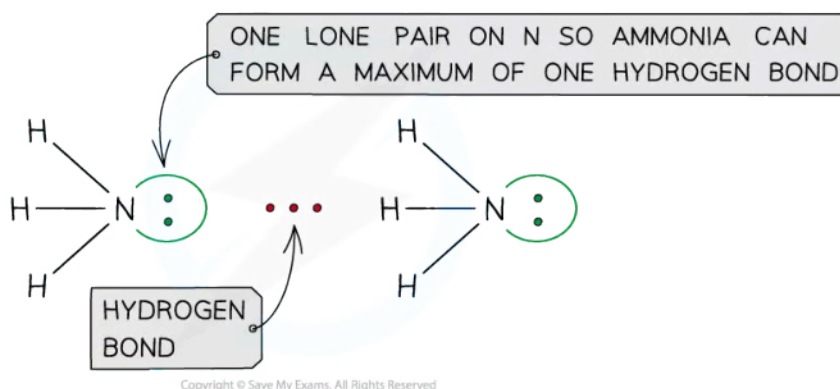 ONE LONE PAIR ON N SO AMMONIA CAN
FORM A MAXIMUM OF ONE HYDROGEN BOND
H
H
H N : ... H N :
H
H
HYDROGEN
BOND
Copyright © Save My Exams. All Rights Reserved